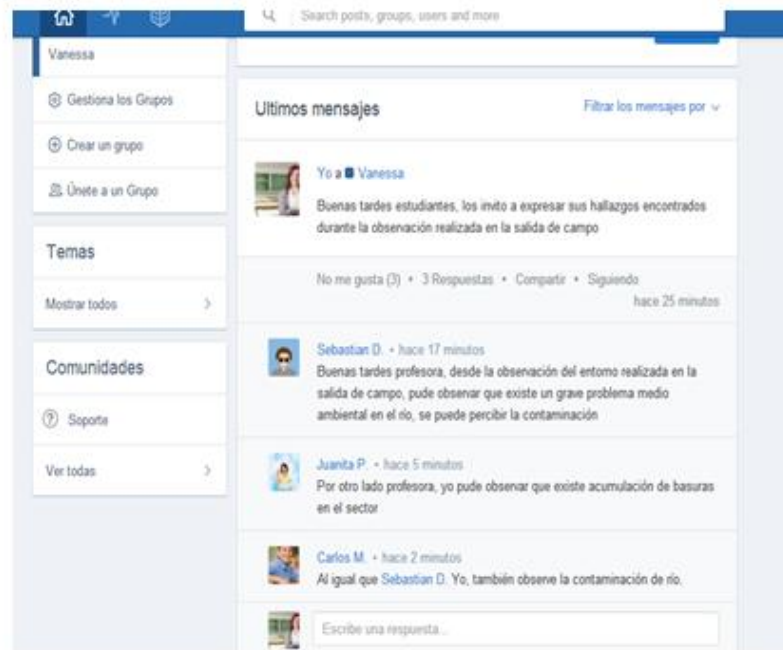 Search posts, groups, users and more
Vanessa
Gestiona los Grupos
Crear un grupo
Únete a un Grupo
Temas
Mostrar todos
Comunidades
Soporte
Ver todas
Ultimos mensajes
Filtrar los mensajes por
Yo a Vanessa
Buenas tardes estudiantes, los invito a expresar sus hallazgos encontrados
durante la observación realizada en la salida de campo
No me gusta (3) • 3 Respuestas • Compartir • Siguiendo
hace 25 minutos
Sebastian D. • hace 17 minutos
Buenas tardes profesora, desde la observación del entorno realizada en la
salida de campo, pude observar que existe un grave problema medio
ambiental en el río, se puede percibir la contaminación
Juanita P. • hace 5 minutos
Por otro lado profesora, yo pude observar que existe acumulación de basuras
en el sector
Carlos M. • hace 2 minutos
Al igual que Sebastian D. Yo, también observe la contaminación de río.
Escribe una respuesta...